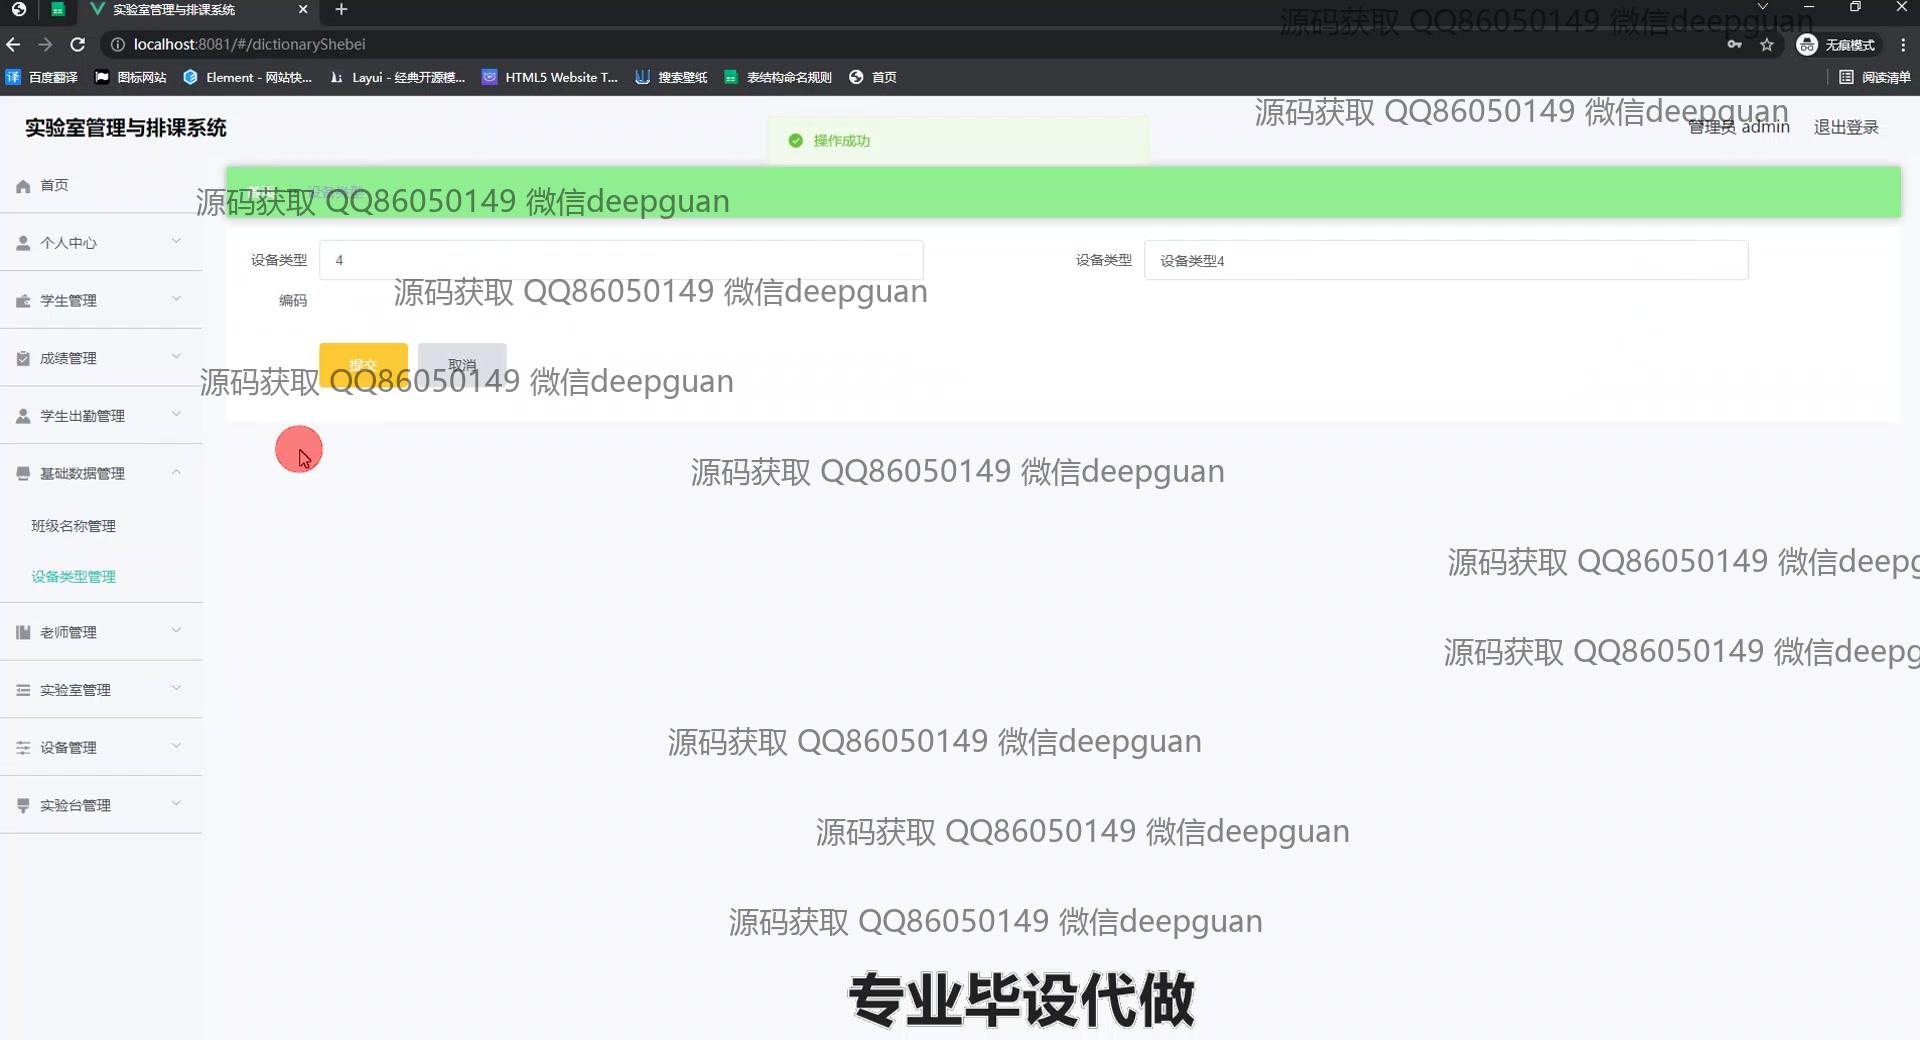 实验室管理与排课系统
localhost:8081/#/dictionaryShebei
无痕模式
百度翻译
图标网站
Element - 网站快...
Layui - 经典开源模...
HTML5 Website T...
搜索壁纸
表结构命名规则
首页
阅读清单
源码获取 QQ86050149 微信deepguan
源码获取 QQ86050149 微信deepguan
实验室管理与排课系统
操作成功
管理员 admin
退出登录
首页
设备类型
源码获取 QQ86050149 微信deepguan
个人中心
设备类型
4
设备类型
设备类型4
编码
源码获取 QQ86050149 微信deepguan
学生管理
成绩管理
提交
取消
源码获取 QQ86050149 微信deepguan
学生出勤管理
基础数据管理
源码获取 QQ86050149 微信deepguan
班级名称管理
设备类型管理
源码获取 QQ86050149 微信deepg
老师管理
源码获取 QQ86050149 微信deepg
实验室管理
设备管理
源码获取 QQ86050149 微信deepguan
实验台管理
源码获取 QQ86050149 微信deepguan
源码获取 QQ86050149 微信deepguan
专业毕设代做